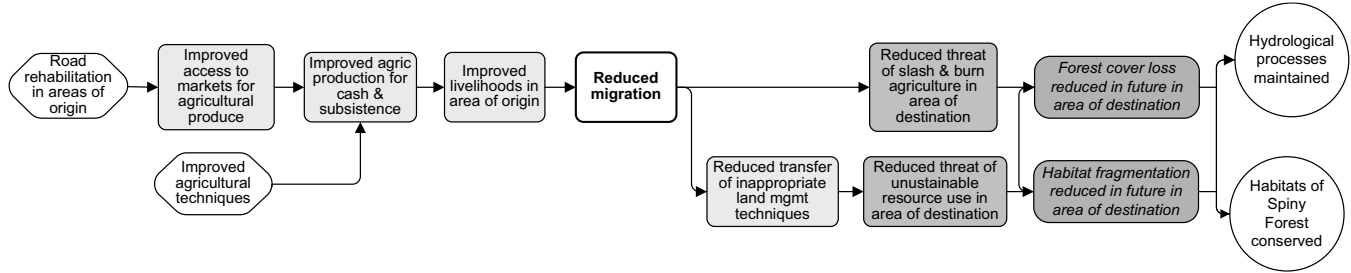 Road
rehabilitation
in areas of
origin
Improved
access to
markets for
agricultural
produce
Improved agric
production for
cash &
subsistence
Improved
livelihoods in
area of origin
Reduced
migration
Reduced threat
of slash & burn
agriculture in
area of
destination
Forest cover loss
reduced in future in
area of destination
Hydrological
processes
maintained
Improved
agricultural
techniques
Reduced transfer
of inappropriate
land mgmt
techniques
Reduced threat of
unustainable
resource use in
area of destination
Habitat fragmentation
reduced in future in
area of destination
Habitats of
Spiny
Forest
conserved